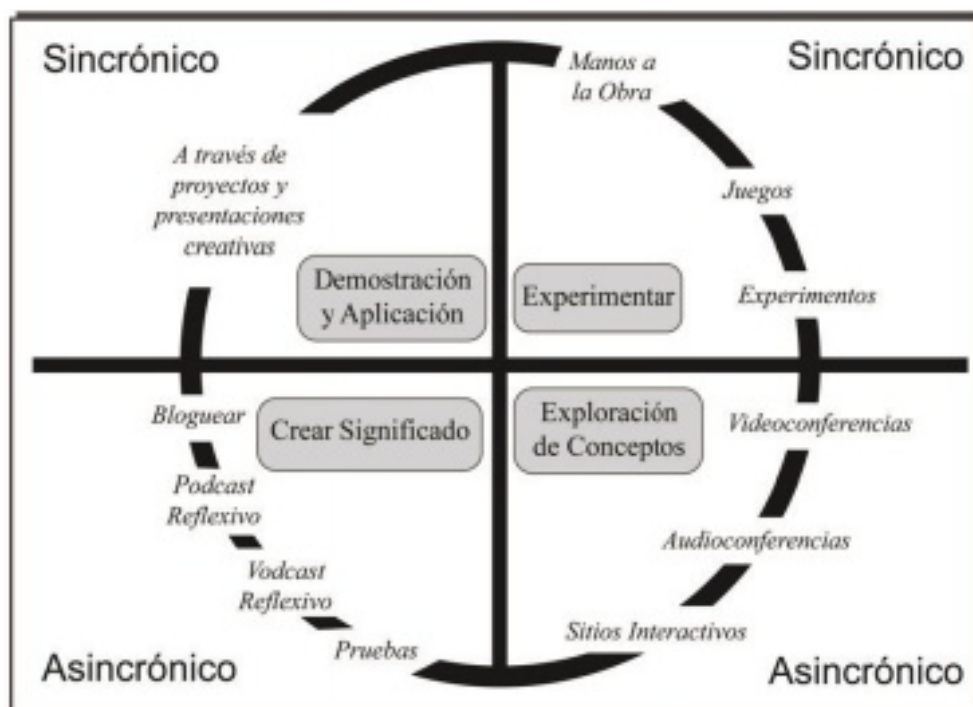 Sincrónico
Sincrónico
Manos a
la Obra
A través de
proyectos y
presentaciones
creativas
Juegos
Demostración
y Aplicación
Experimentar
Experimentos
Bloguear
Crear Significado
Exploración
de Conceptos
Videoconferencias
Podcast
Reflexivo
Audioconferencias
Vodcast
Reflexivo
Pruebas
Sitios Interactivos
Asincrónico
Asincrónico